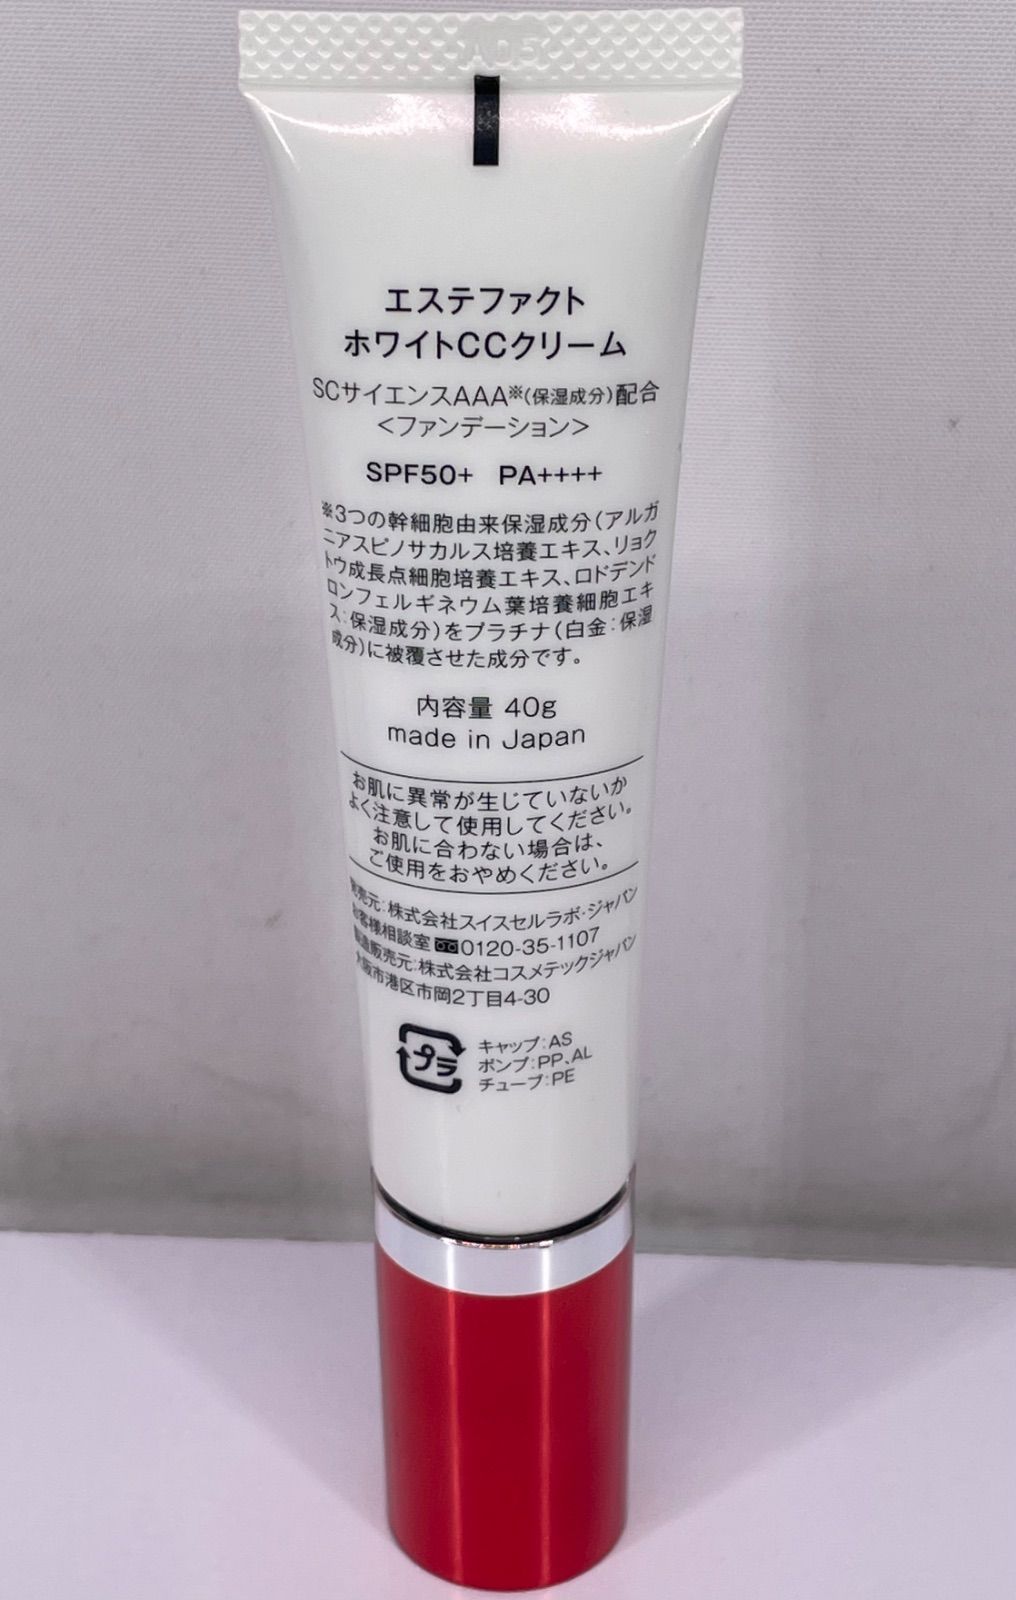 エステファクト
ホワイトCCクリーム
SCサイエンスAAA※(保湿成分)配合
<ファンデーション>
SPF50+ PA++++
※3つの幹細胞由来保湿成分(アルガ
ニアスピノサカルス培養エキス、リョク
トウ成長点細胞培養エキス、ロドデンド
ロンフェルギネウム葉培養細胞エキ
ス:保湿成分)をプラチナ(白金:保湿
成分)に被覆させた成分です。
内容量 40g
made in Japan
お肌に異常が生じていないか
よく注意して使用してください。
お肌に合わない場合は、
ご使用をおやめください。
発売元:株式会社スイスセルラボ・ジャパン
お客様相談室 0120-35-1107
製造販売元:株式会社コスメテックジャパン
大阪市港区市岡2丁目4-30
プラ
キャップ:AS
ポンプ:PP、AL
チューブ:PE